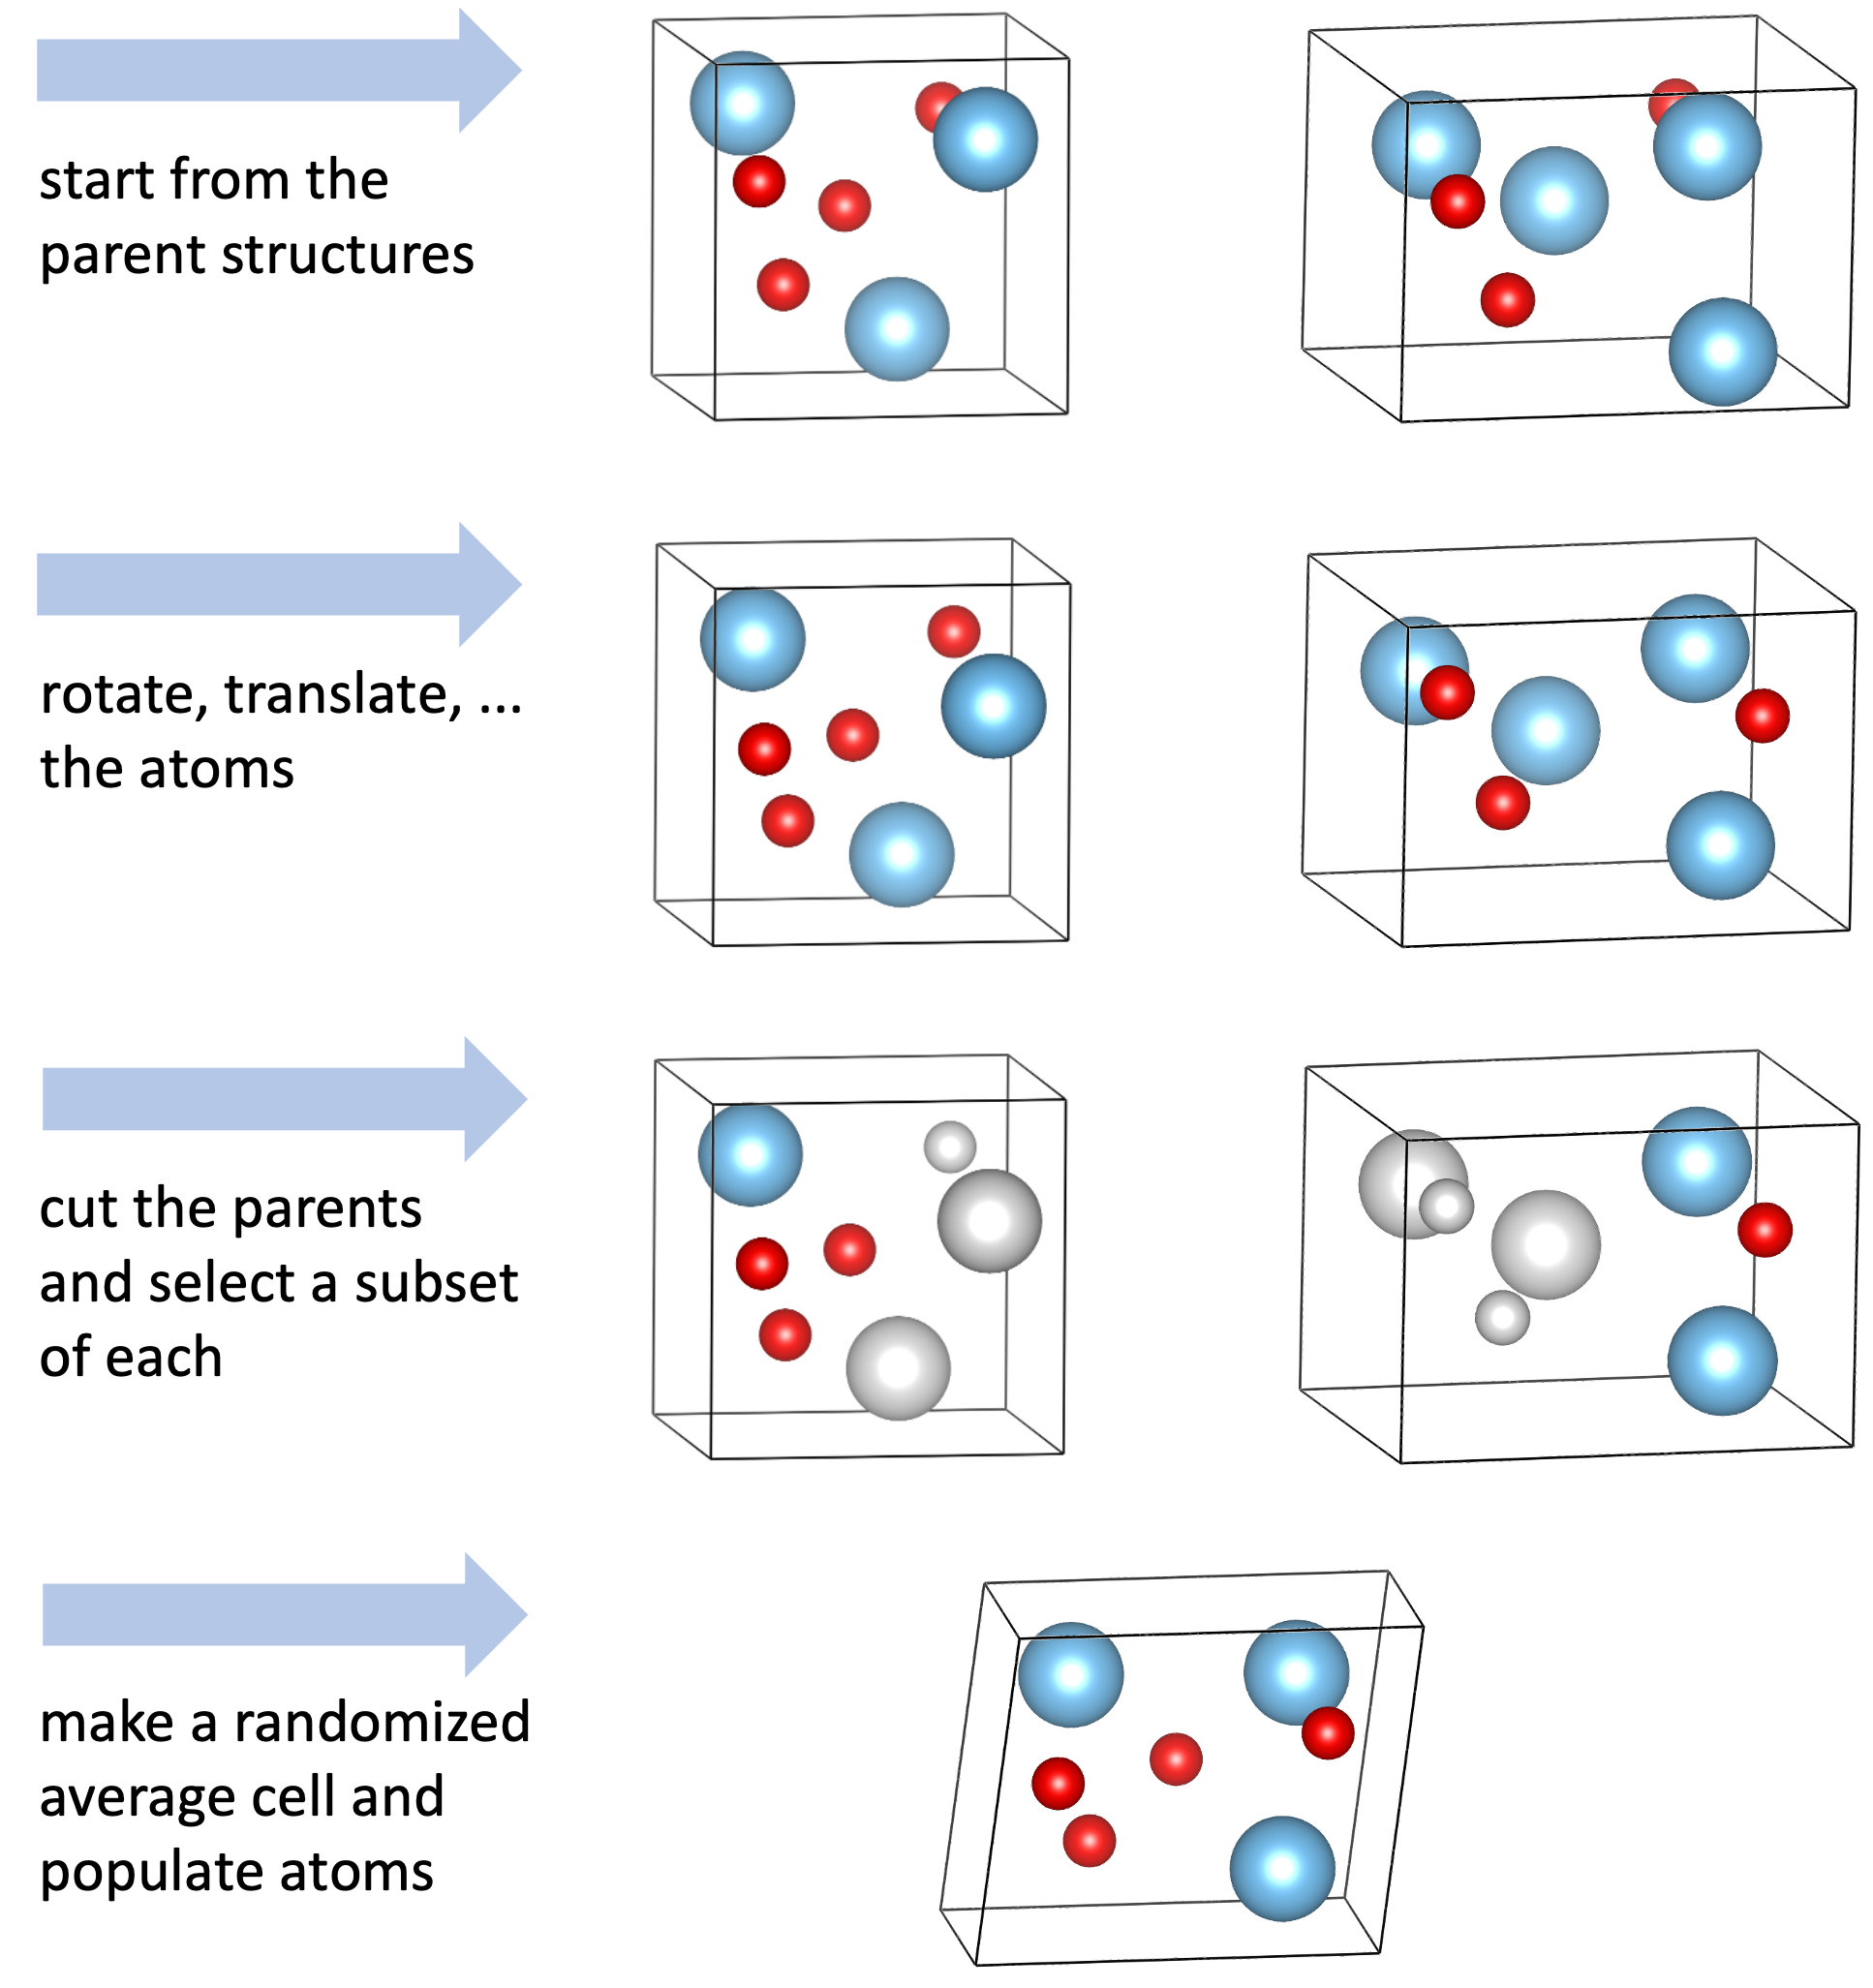 start from the
parent structures
rotate, translate, ...
the atoms
cut the parents
and select a subset
of each
make a randomized
average cell and
populate atoms